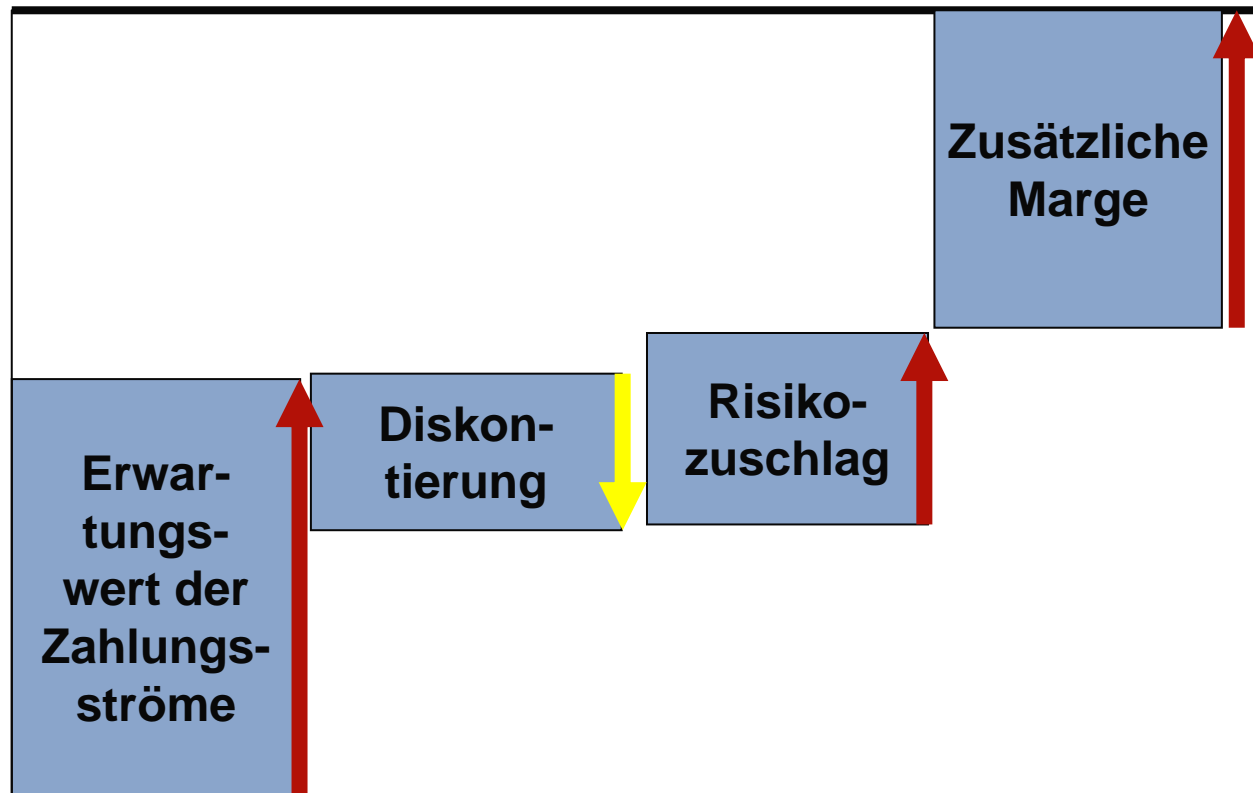 Zusätzliche
Marge
Risiko-
zuschlag
Diskon-
tierung
Erwar-
tungs-
wert der
Zahlungs-
ströme